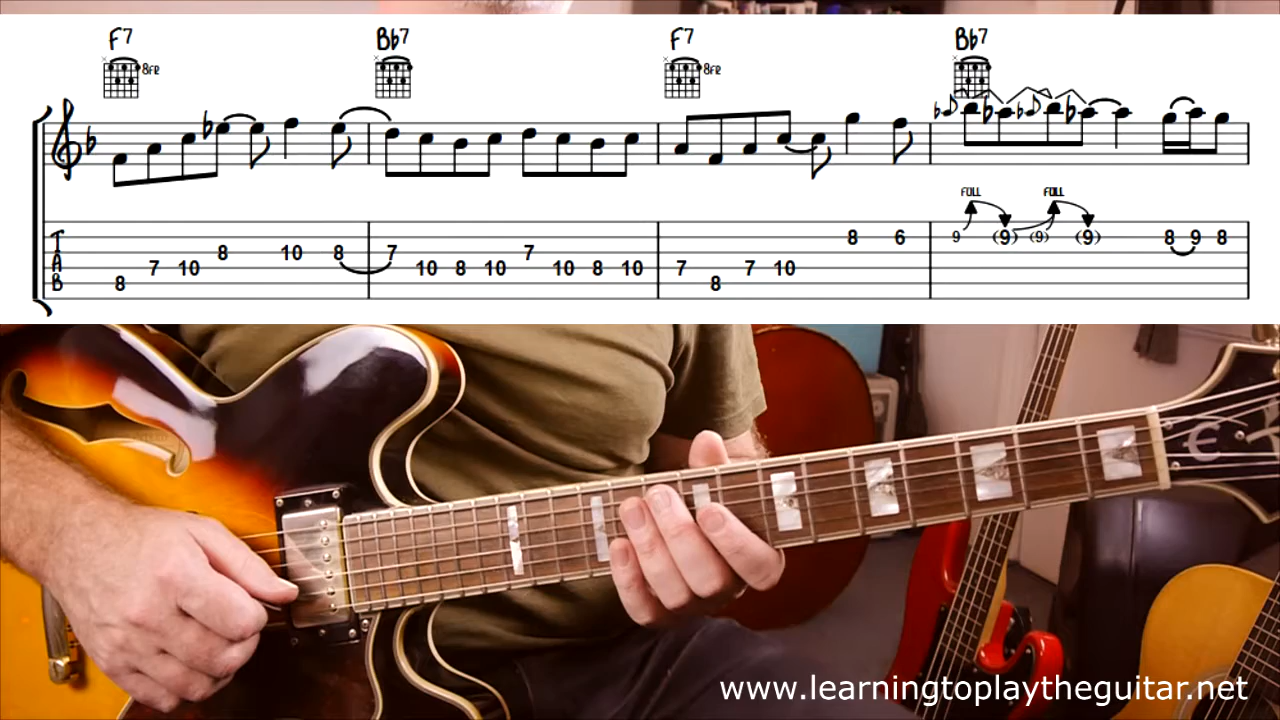 F7 Bb7 F7 Bb7
8FR 8FR
FULL FULL
T 8 10 8 7 7 8 6 9 (9) (9) (9) 8 9 8
A 7 10 10 8 10 10 8 10 7 7 10
B 8 8
www.learningtoplaytheguitar.net